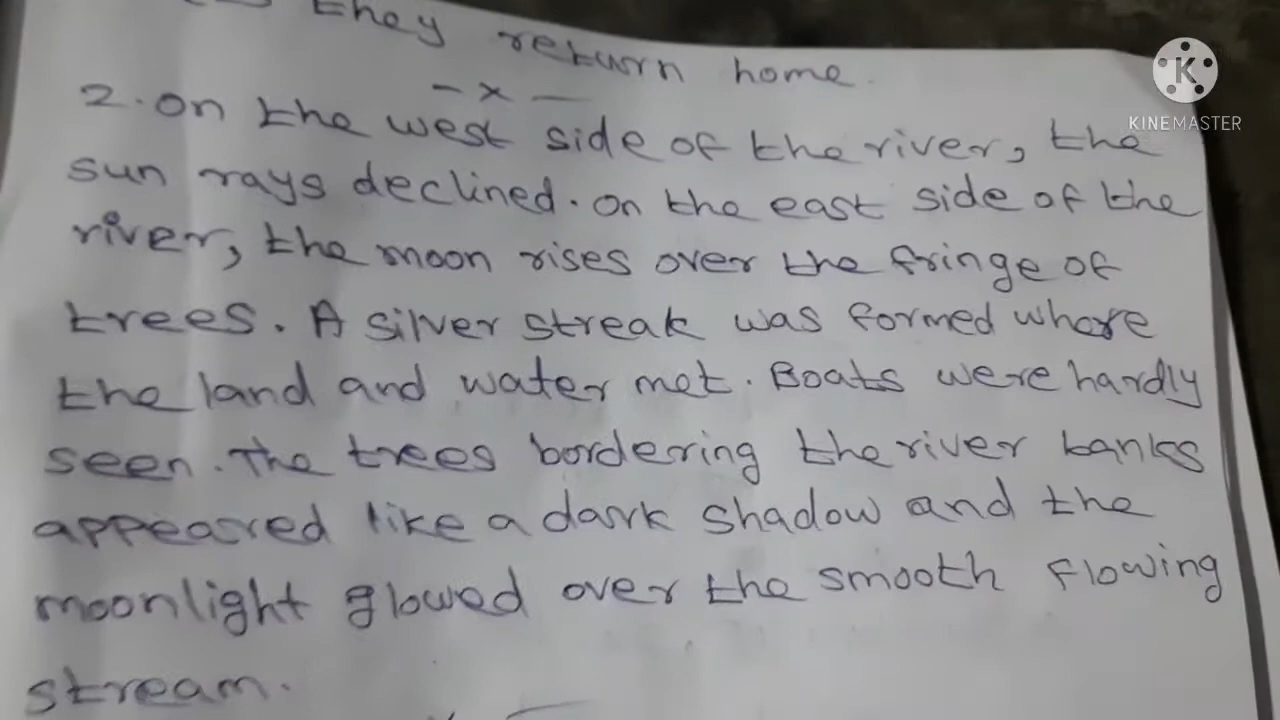 they return home.
- x -
2. on the west side of the river, the
sun rays declined. on the east side of the
river, the moon rises over the fringe of
trees. A silver streak was formed where
the land and water met. Boats were hardly
seen. The trees bordering the river banks
appeared like a dark shadow and the
moonlight glowed over the smooth flowing
stream.
K
KINEMASTER